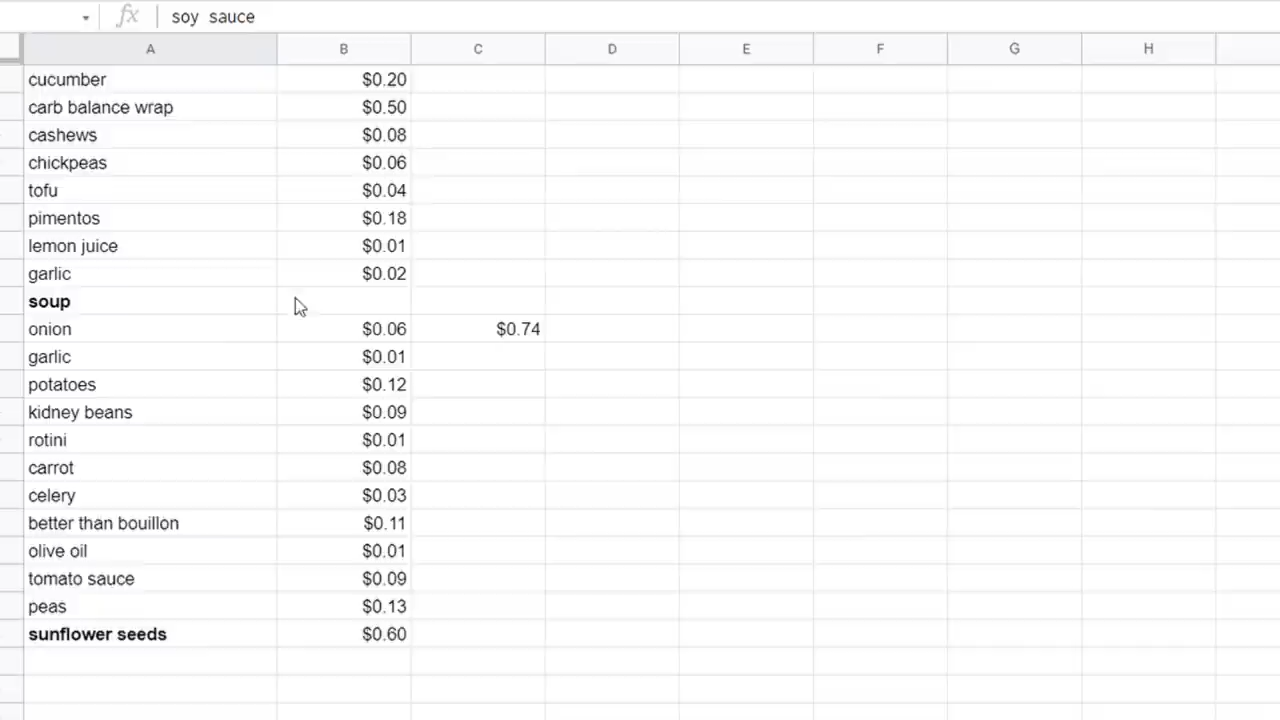 fx soy sauce
A B C D E F G H
cucumber $0.20
carb balance wrap $0.50
cashews $0.08
chickpeas $0.06
tofu $0.04
pimentos $0.18
lemon juice $0.01
garlic $0.02
soup
onion $0.06 $0.74
garlic $0.01
potatoes $0.12
kidney beans $0.09
rotini $0.01
carrot $0.08
celery $0.03
better than bouillon $0.11
olive oil $0.01
tomato sauce $0.09
peas $0.13
sunflower seeds $0.60